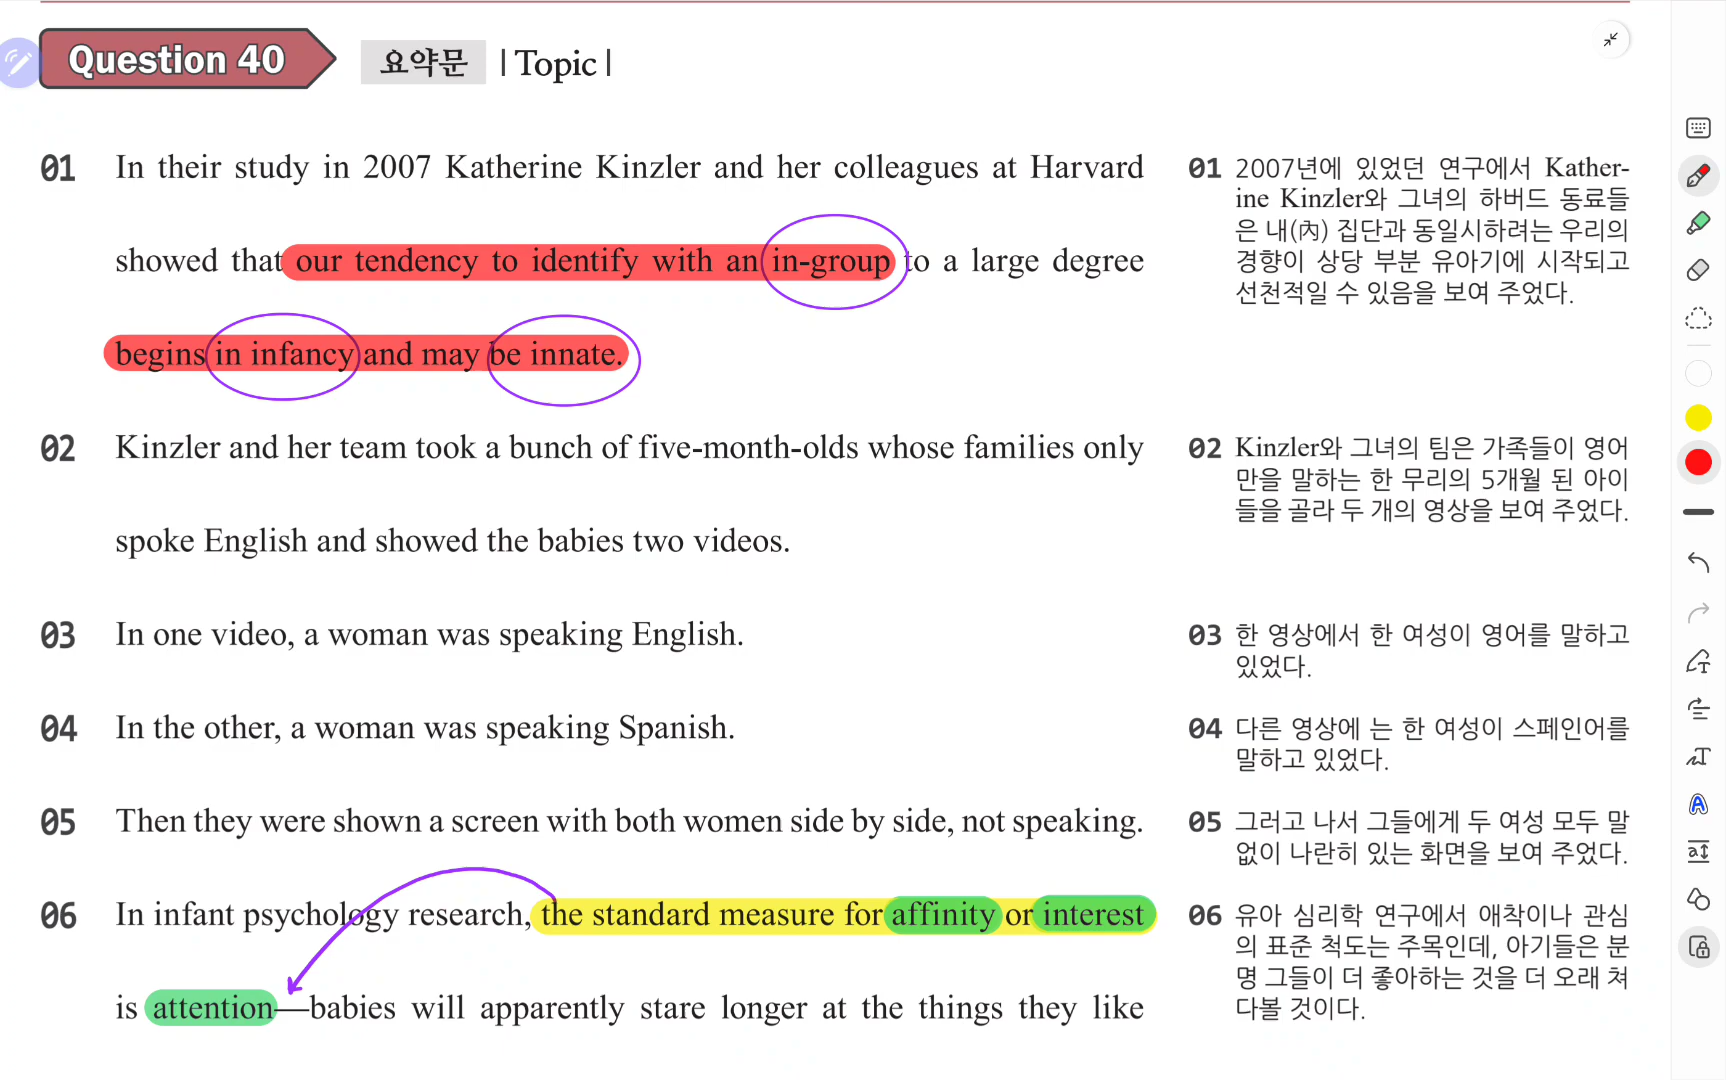 Question 40
요약문 | Topic |
01 In their study in 2007 Katherine Kinzler and her colleagues at Harvard
showed that our tendency to identify with an in-group to a large degree
begins in infancy and may be innate.
01 2007년에 있었던 연구에서 Kather-
ine Kinzler와 그녀의 하버드 동료들
은 내(內) 집단과 동일시하려는 우리의
경향이 상당 부분 유아기에 시작되고
선천적일 수 있음을 보여 주었다.
02 Kinzler and her team took a bunch of five-month-olds whose families only
spoke English and showed the babies two videos.
02 Kinzler와 그녀의 팀은 가족들이 영어
만을 말하는 한 무리의 5개월 된 아이
들을 골라 두 개의 영상을 보여 주었다.
03 In one video, a woman was speaking English.
03 한 영상에서 한 여성이 영어를 말하고
있었다.
04 In the other, a woman was speaking Spanish.
04 다른 영상에 는 한 여성이 스페인어를
말하고 있었다.
05 Then they were shown a screen with both women side by side, not speaking.
05 그러고 나서 그들에게 두 여성 모두 말
없이 나란히 있는 화면을 보여 주었다.
06 In infant psychology research, the standard measure for affinity or interest
is attention—babies will apparently stare longer at the things they like
06 유아 심리학 연구에서 애착이나 관심
의 표준 척도는 주목인데, 아기들은 분
명 그들이 더 좋아하는 것을 더 오래 쳐
다볼 것이다.